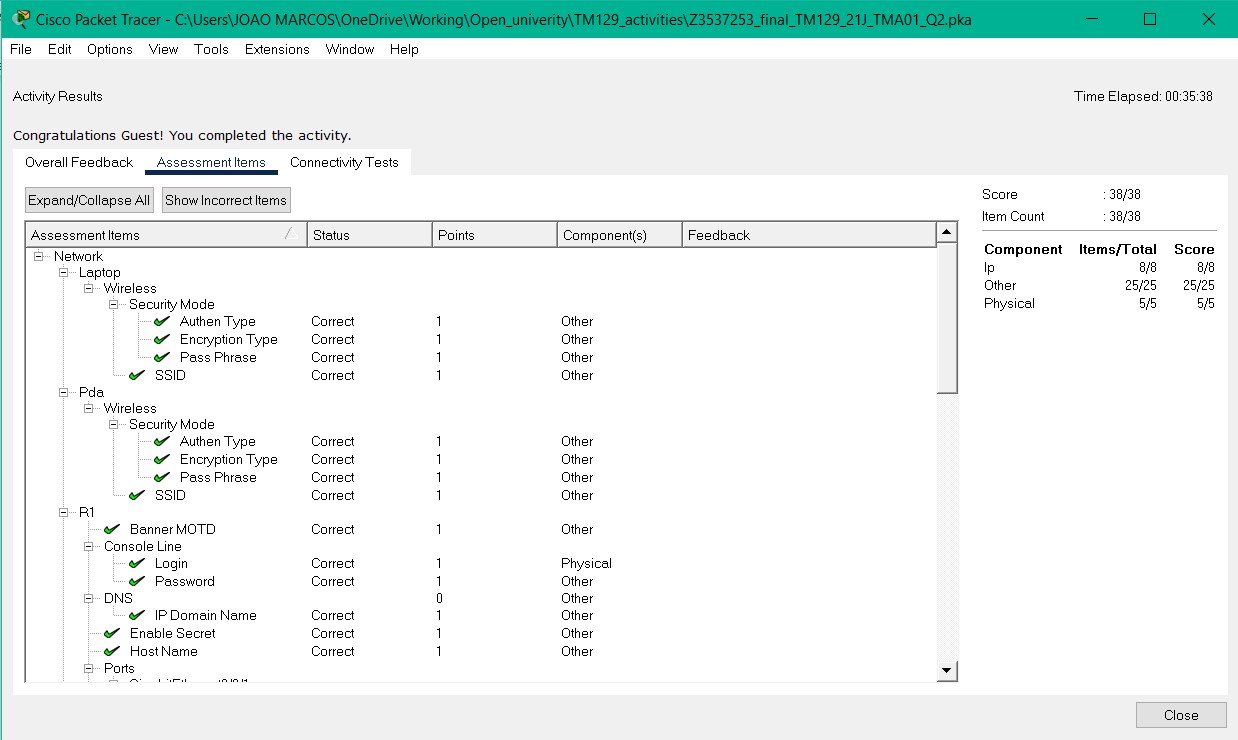 Cisco Packet Tracer - C:\Users\JOAO MARCOS\OneDrive\Working\Open_univerity\TM129_activities\Z3537253_final_TM129_21J_TMA01_Q2.pka
File Edit Options View Tools Extensions Window Help
Activity Results Time Elapsed: 00:35:38
Congratulations Guest! You completed the activity.
Overall Feedback Assessment Items Connectivity Tests
Expand/Collapse All Show Incorrect Items
Assessment Items Status Points Component(s) Feedback
Network
Laptop
Wireless
Security Mode
Authen Type Correct 1 Other
Encryption Type Correct 1 Other
Pass Phrase Correct 1 Other
SSID Correct 1 Other
Pda
Wireless
Security Mode
Authen Type Correct 1 Other
Encryption Type Correct 1 Other
Pass Phrase Correct 1 Other
SSID Correct 1 Other
R1
Banner MOTD Correct 1 Other
Console Line
Login Correct 1 Physical
Password Correct 1 Other
DNS 0 Other
IP Domain Name Correct 1 Other
Enable Secret Correct 1 Other
Host Name Correct 1 Other
Ports
Score : 38/38
Item Count : 38/38
Component Items/Total Score
Ip 8/8 8/8
Other 25/25 25/25
Physical 5/5 5/5
Close